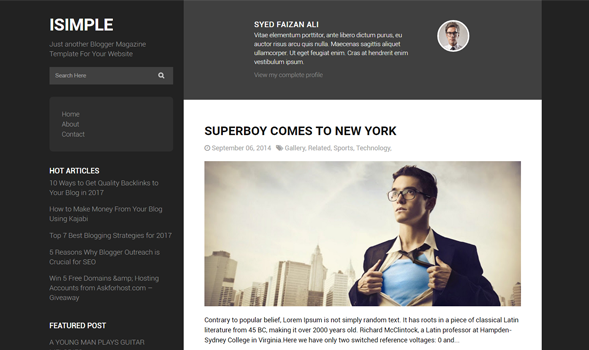 ISIMPLE
Just another Blogger Magazine
Template For Your Website
Search Here
Home
About
Contact
HOT ARTICLES
10 Ways to Get Quality Backlinks to
Your Blog in 2017
How to Make Money From Your Blog
Using Kajabi
Top 7 Best Blogging Strategies for 2017
5 Reasons Why Blogger Outreach is
Crucial for SEO
Win 5 Free Domains &amp; Hosting
Accounts from Askforhost.com –
Giveaway
FEATURED POST
A YOUNG MAN PLAYS GUITAR
SYED FAIZAN ALI
Vitae elementum porttitor, ante libero dictum purus, eu
auctor risus arcu quis nulla. Maecenas sagittis aliquet
ullamcorper. Ut eget feugiat enim. Cras at hendrerit enim
vestibulum ipsum.
View my complete profile
SUPERBOY COMES TO NEW YORK
September 06, 2014 Gallery, Related, Sports, Technology,
Contrary to popular belief, Lorem Ipsum is not simply random text. It has roots in a piece of classical Latin
literature from 45 BC, making it over 2000 years old. Richard McClintock, a Latin professor at Hampden-
Sydney College in Virginia.Here we have only two switched reference voltages: 0 and...